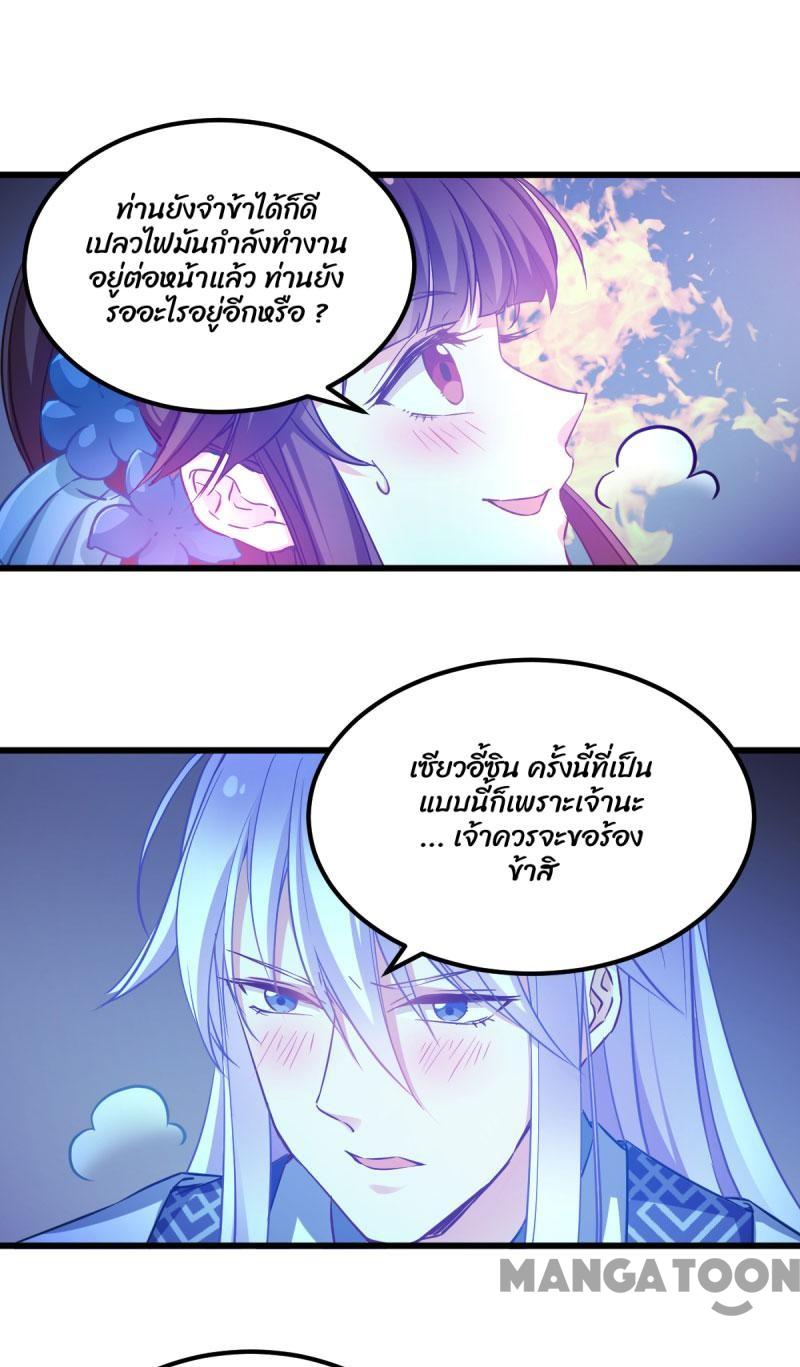 ท่านยังจำข้าได้ก็ดี
เปลวไฟมันกำลังทำงาน
อยู่ต่อหน้าแล้ว ท่านยัง
รออะไรอยู่อีกหรือ ?
เซียวอี้ซิน ครั้งนี้ที่เป็น
แบบนี้ก็เพราะเจ้านะ
... เจ้าควรจะขอร้อง
ข้าสิ
MANGATOON